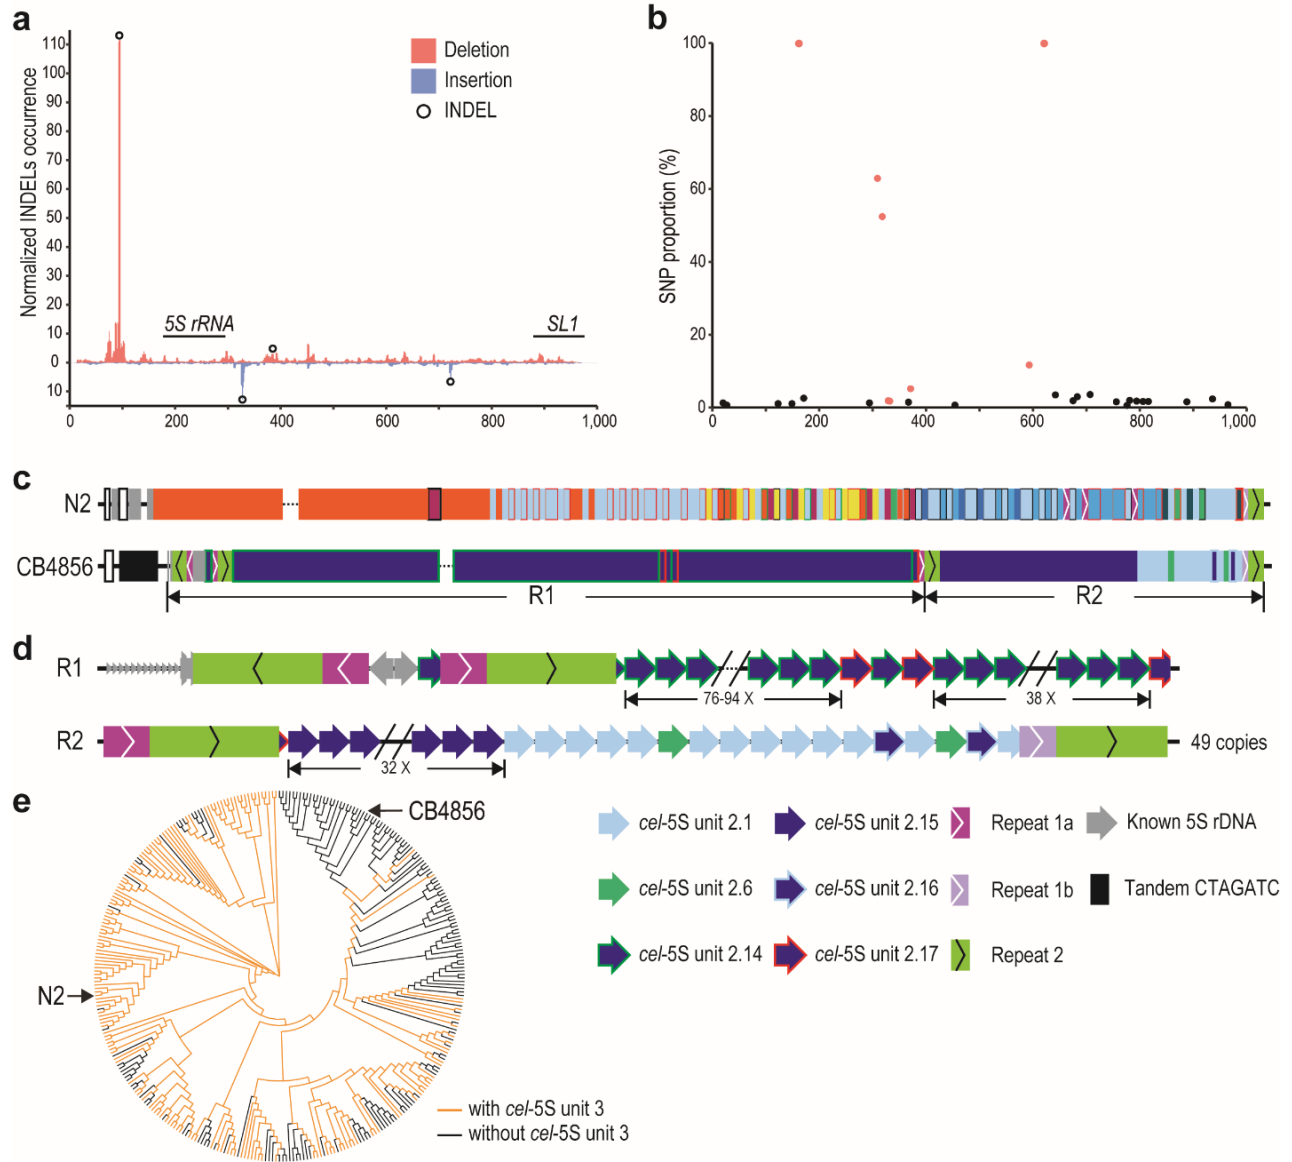 a
Normalized INDELs occurrence
110
100
90
80
70
60
50
40
30
20
10
0
10
0
200
400
600
800
1,000
Deletion
Insertion
INDEL
5S rRNA
SL1
b
SNP proportion (%)
100
80
60
40
20
0
0
200
400
600
800
1,000
c
N2
CB4856
R1
R2
d
R1
76-94 X
38 X
R2
32 X
49 copies
e
CB4856
N2
with cel-5S unit 3
without cel-5S unit 3
cel-5S unit 2.1
cel-5S unit 2.15
Repeat 1a
Known 5S rDNA
cel-5S unit 2.6
cel-5S unit 2.16
Repeat 1b
Tandem CTAGATC
cel-5S unit 2.14
cel-5S unit 2.17
Repeat 2